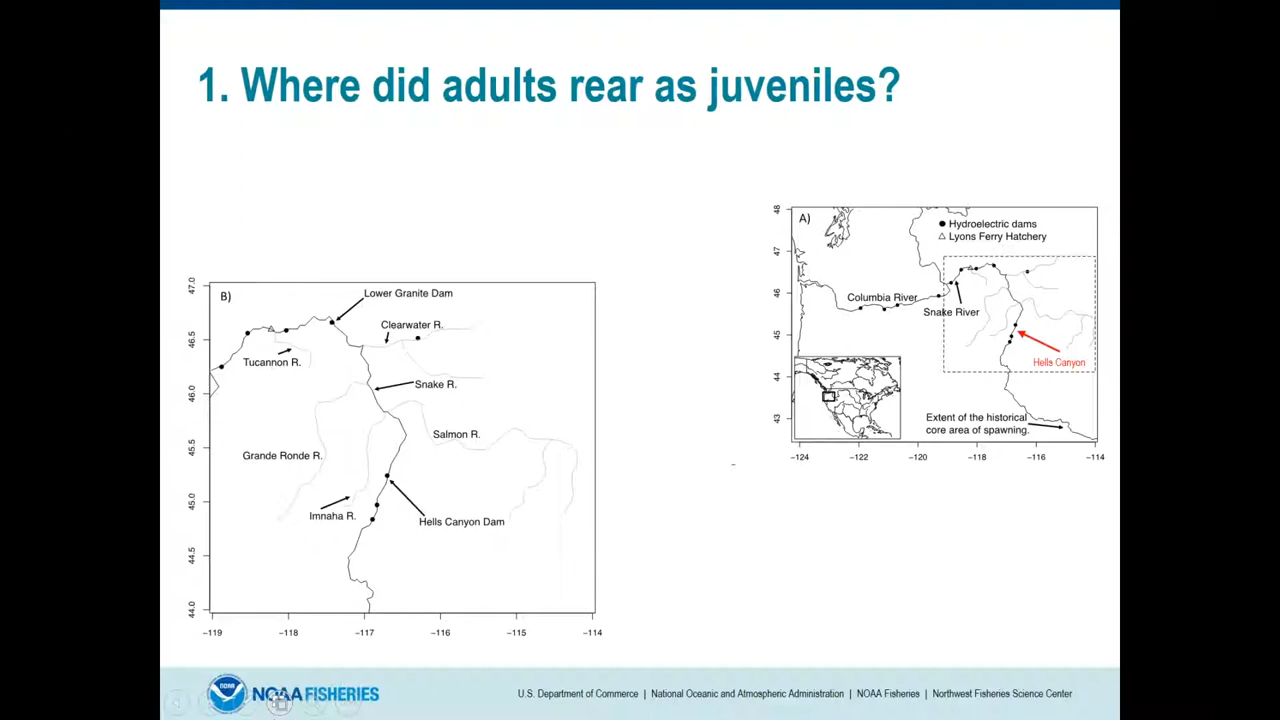 1. Where did adults rear as juveniles?
A)
Hydroelectric dams
Lyons Ferry Hatchery
Columbia River
Snake River
Hells Canyon
Extent of the historical
core area of spawning.
48
47
46
45
44
43
−124
−122
−120
−118
−116
−114
B)
Lower Granite Dam
Clearwater R.
Tucannon R.
Snake R.
Salmon R.
Grande Ronde R.
Imnaha R.
Hells Canyon Dam
47.0
46.5
46.0
45.5
45.0
44.5
44.0
−119
−118
−117
−116
−115
−114
NOAA
NOAA FISHERIES
U.S. Department of Commerce | National Oceanic and Atmospheric Administration | NOAA Fisheries | Northwest Fisheries Science Center